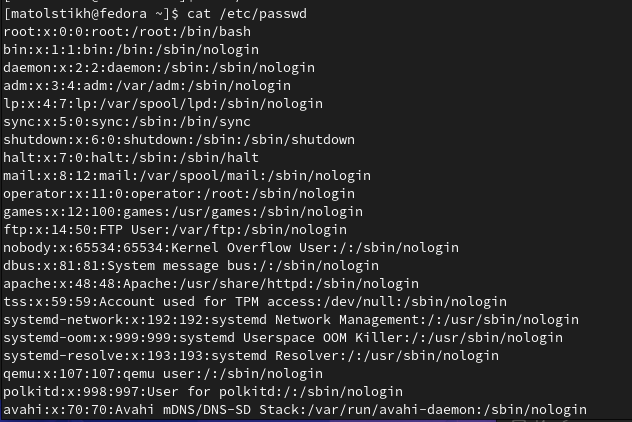 [matolstikh@fedora ~]$ cat /etc/passwd
root:x:0:0:root:/root:/bin/bash
bin:x:1:1:bin:/bin:/sbin/nologin
daemon:x:2:2:daemon:/sbin:/sbin/nologin
adm:x:3:4:adm:/var/adm:/sbin/nologin
lp:x:4:7:lp:/var/spool/lpd:/sbin/nologin
sync:x:5:0:sync:/sbin:/bin/sync
shutdown:x:6:0:shutdown:/sbin:/sbin/shutdown
halt:x:7:0:halt:/sbin:/sbin/halt
mail:x:8:12:mail:/var/spool/mail:/sbin/nologin
operator:x:11:0:operator:/root:/sbin/nologin
games:x:12:100:games:/usr/games:/sbin/nologin
ftp:x:14:50:FTP User:/var/ftp:/sbin/nologin
nobody:x:65534:65534:Kernel Overflow User:/:/sbin/nologin
dbus:x:81:81:System message bus:/:/sbin/nologin
apache:x:48:48:Apache:/usr/share/httpd:/sbin/nologin
tss:x:59:59:Account used for TPM access:/dev/null:/sbin/nologin
systemd-network:x:192:192:systemd Network Management:/:/usr/sbin/nologin
systemd-oom:x:999:999:systemd Userspace OOM Killer:/:/usr/sbin/nologin
systemd-resolve:x:193:193:systemd Resolver:/:/usr/sbin/nologin
qemu:x:107:107:qemu user:/:/sbin/nologin
polkitd:x:998:997:User for polkitd:/:/sbin/nologin
avahi:x:70:70:Avahi mDNS/DNS-SD Stack:/var/run/avahi-daemon:/sbin/nologin